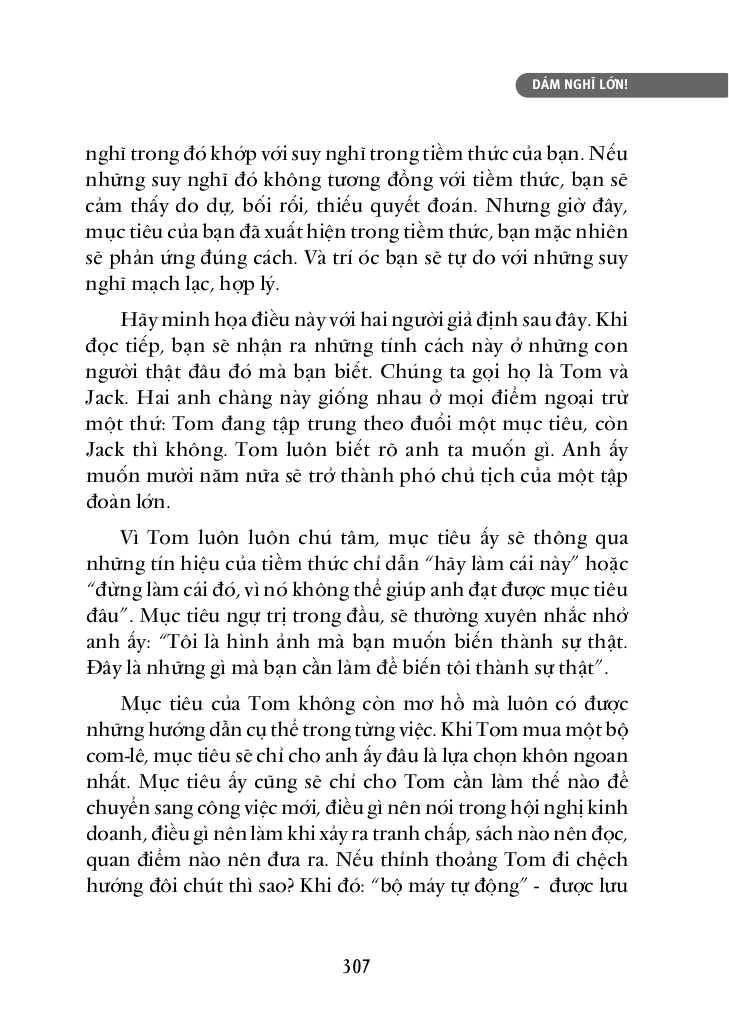 DÁM NGHĨ LỚN!
nghĩ trong đó khớp với suy nghĩ trong tiềm thức của bạn. Nếu
những suy nghĩ đó không tương đồng với tiềm thức, bạn sẽ
cảm thấy do dự, bối rối, thiếu quyết đoán. Nhưng giờ đây,
mục tiêu của bạn đã xuất hiện trong tiềm thức, bạn mặc nhiên
sẽ phản ứng đúng cách. Và trí óc bạn sẽ tự do với những suy
nghĩ mạch lạc, hợp lý.
Hãy minh họa điều này với hai người giả định sau đây. Khi
đọc tiếp, bạn sẽ nhận ra những tính cách này ở những con
người thật đâu đó mà bạn biết. Chúng ta gọi họ là Tom và
Jack. Hai anh chàng này giống nhau ở mọi điểm ngoại trừ
một thứ: Tom đang tập trung theo đuổi một mục tiêu, còn
Jack thì không. Tom luôn biết rõ anh ta muốn gì. Anh ấy
muốn mười năm nữa sẽ trở thành phó chủ tịch của một tập
đoàn lớn.
Vì Tom luôn luôn chú tâm, mục tiêu ấy sẽ thông qua
những tín hiệu của tiềm thức chỉ dẫn “hãy làm cái này” hoặc
“đừng làm cái đó, vì nó không thể giúp anh đạt được mục tiêu
đâu”. Mục tiêu ngự trị trong đầu, sẽ thường xuyên nhắc nhở
anh ấy: “Tôi là hình ảnh mà bạn muốn biến thành sự thật.
Đây là những gì mà bạn cần làm để biến tôi thành sự thật”.
Mục tiêu của Tom không còn mơ hồ mà luôn có được
những hướng dẫn cụ thể trong từng việc. Khi Tom mua một bộ
com-lê, mục tiêu sẽ chỉ cho anh ấy đâu là lựa chọn khôn ngoan
nhất. Mục tiêu ấy cũng sẽ chỉ cho Tom cần làm thế nào để
chuyển sang công việc mới, điều gì nên nói trong hội nghị kinh
doanh, điều gì nên làm khi xảy ra tranh chấp, sách nào nên đọc,
quan điểm nào nên đưa ra. Nếu thỉnh thoảng Tom đi chệch
hướng đôi chút thì sao? Khi đó: “bộ máy tự động” - được lưu
307